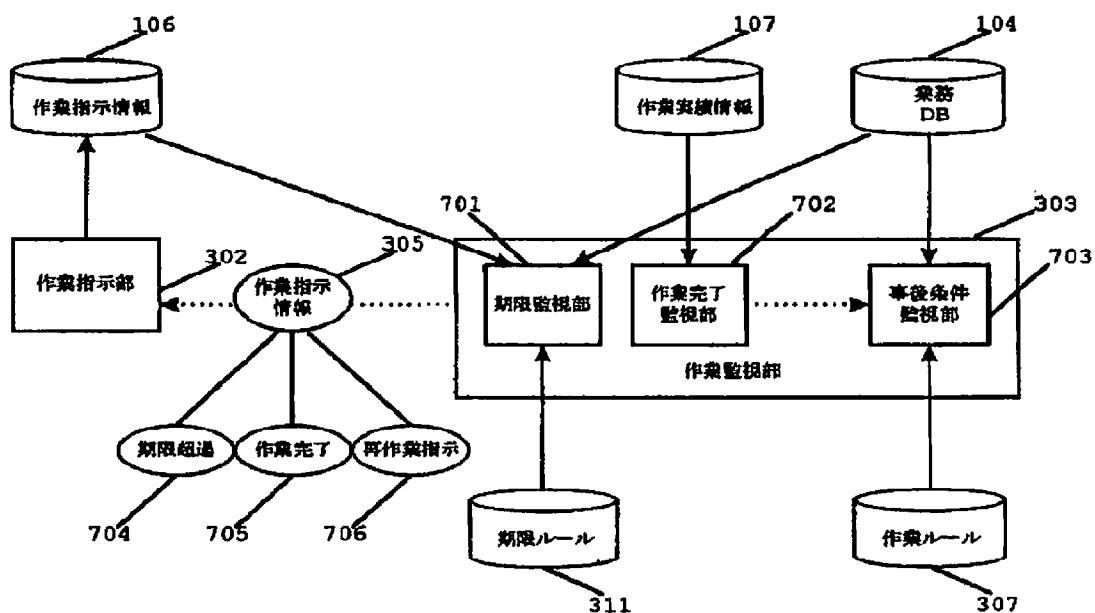 106
107
104
作業指示情報
作業実績情報
業務
DB
701
702
303
305
302
703
作業指示部
作業指示
情報
期限監視部
作業完了
監視部
事後条件
監視部
作業監視部
期限超過
作業完了
再作業指示
704
705
706
期限ルール
作業ルール
311
307